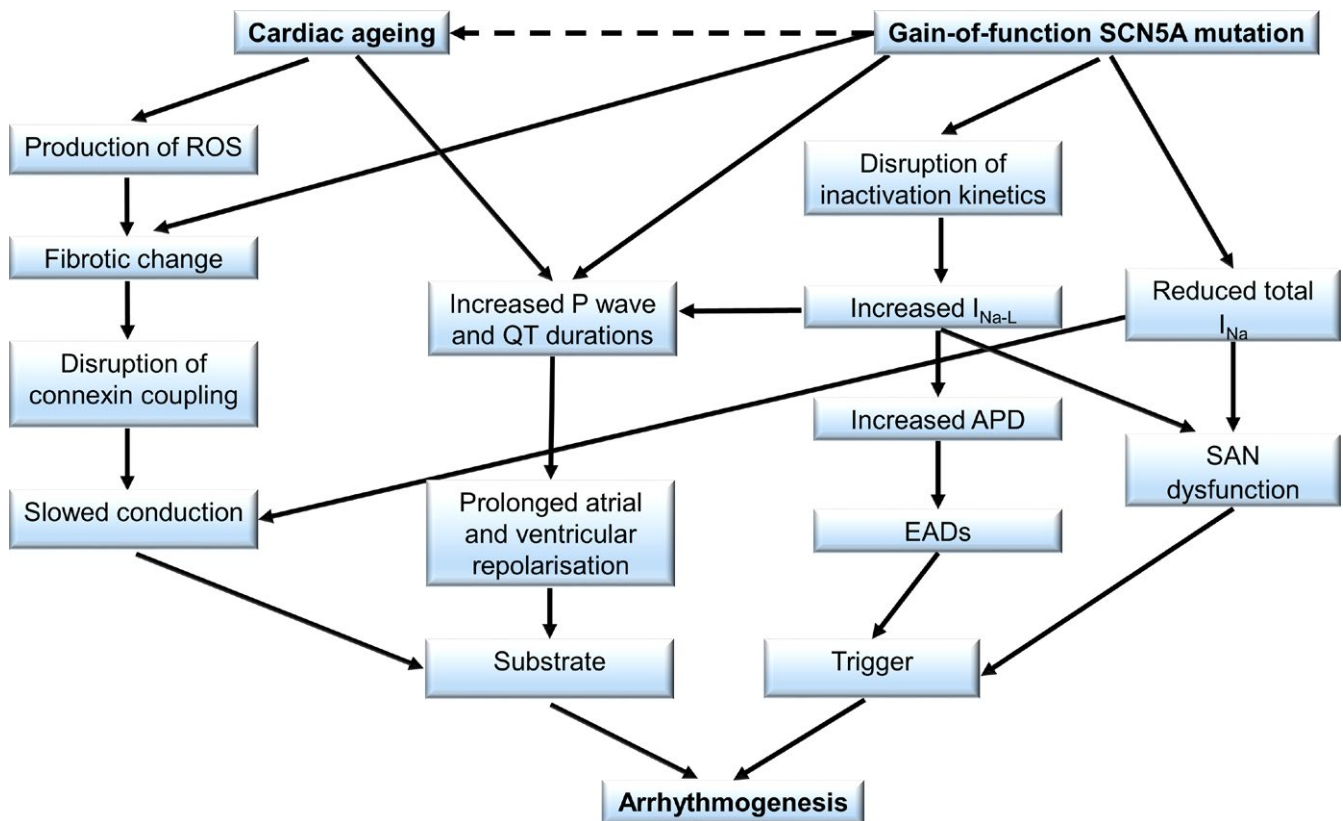 Cardiac ageing
Gain-of-function SCN5A mutation
Production of ROS
Disruption of
inactivation kinetics
Fibrotic change
Increased P wave
and QT durations
Increased I_Na-L
Reduced total
I_Na
Disruption of
connexin coupling
Increased APD
SAN
dysfunction
Slowed conduction
Prolonged atrial
and ventricular
repolarisation
EADs
Substrate
Trigger
Arrhythmogenesis